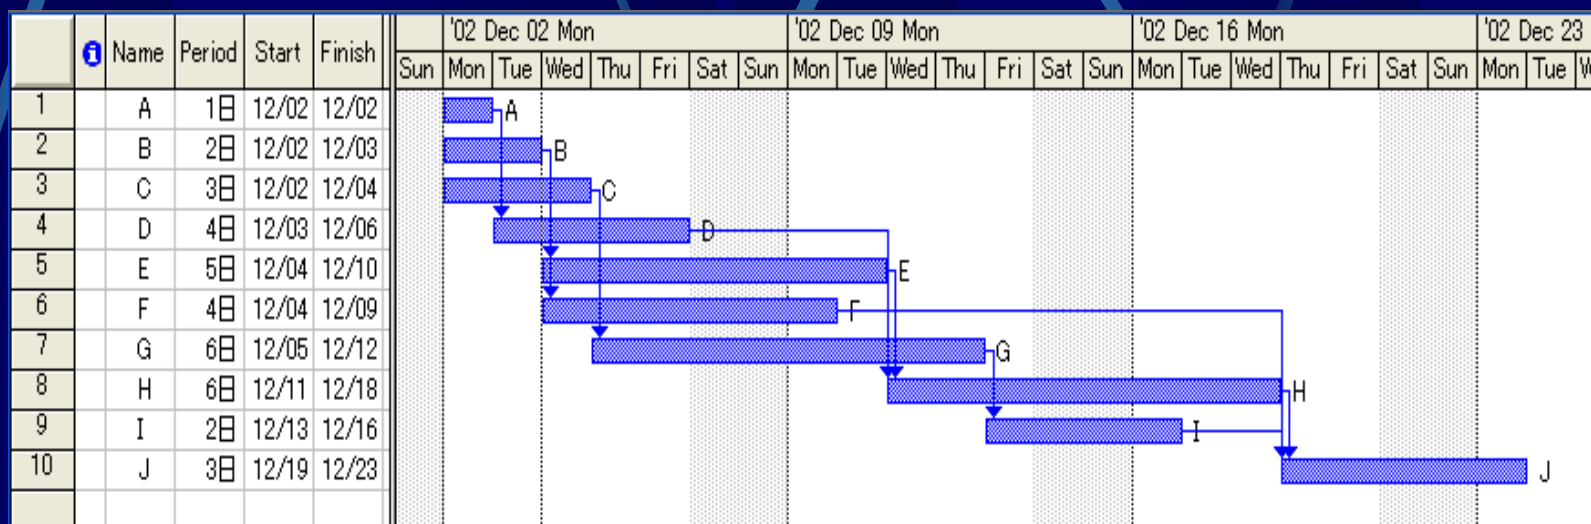 '02 Dec 02 Mon '02 Dec 09 Mon '02 Dec 16 Mon '02 Dec 23
Name Period Start Finish
Sun Mon Tue Wed Thu Fri Sat Sun Mon Tue Wed Thu Fri Sat Sun Mon Tue Wed Thu Fri Sat Sun Mon Tue W
1 A 1日 12/02 12/02 A
2 B 2日 12/02 12/03 B
3 C 3日 12/02 12/04 C
4 D 4日 12/03 12/06 D
5 E 5日 12/04 12/10 E
6 F 4日 12/04 12/09 F
7 G 6日 12/05 12/12 G
8 H 6日 12/11 12/18 H
9 I 2日 12/13 12/16 I
10 J 3日 12/19 12/23 J